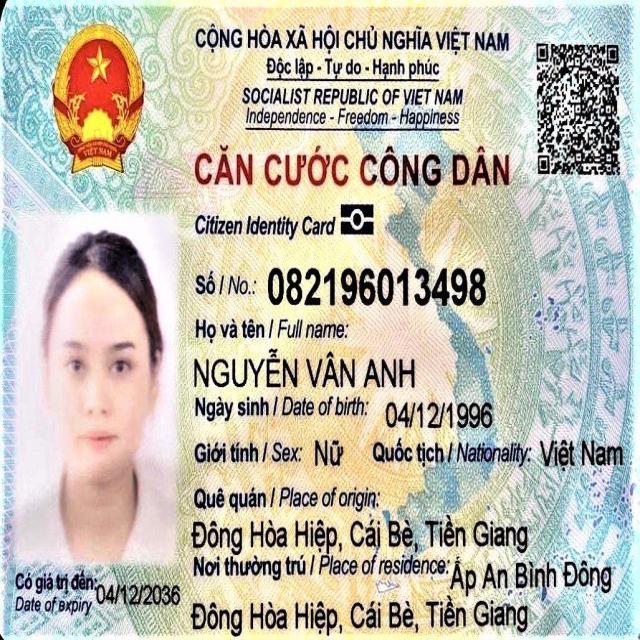 CỘNG HÒA XÃ HỘI CHỦ NGHĨA VIỆT NAM
Độc lập - Tự do - Hạnh phúc
SOCIALIST REPUBLIC OF VIET NAM
Independence - Freedom - Happiness
CĂN CƯỚC CÔNG DÂN
Citizen Identity Card
Số / No.: 082196013498
Họ và tên / Full name:
NGUYỄN VÂN ANH
Ngày sinh / Date of birth: 04/12/1996
Giới tính / Sex: Nữ Quốc tịch / Nationality: Việt Nam
Quê quán / Place of origin:
Đông Hòa Hiệp, Cái Bè, Tiền Giang
Nơi thường trú / Place of residence: Ấp An Bình Đông
Đông Hòa Hiệp, Cái Bè, Tiền Giang
Có giá trị đến: 04/12/2036
Date of expiry
VIỆT NAM